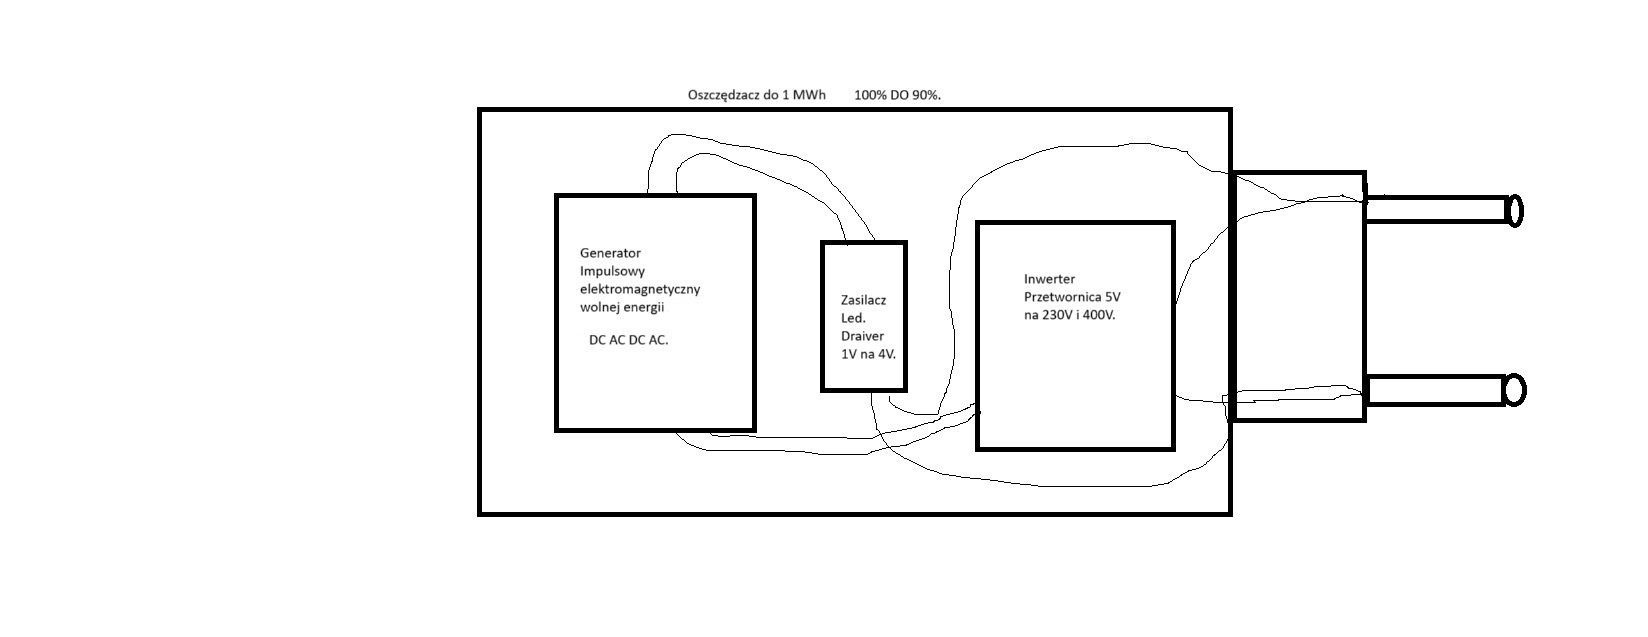 Oszczędzacz do 1 MWh 100% DO 90%.
Generator
Impulsowy
elektromagnetyczny
wolnej energii
DC AC DC AC.
Zasilacz
Led.
Draiver
1V na 4V.
Inwerter
Przetwornica 5V
na 230V i 400V.